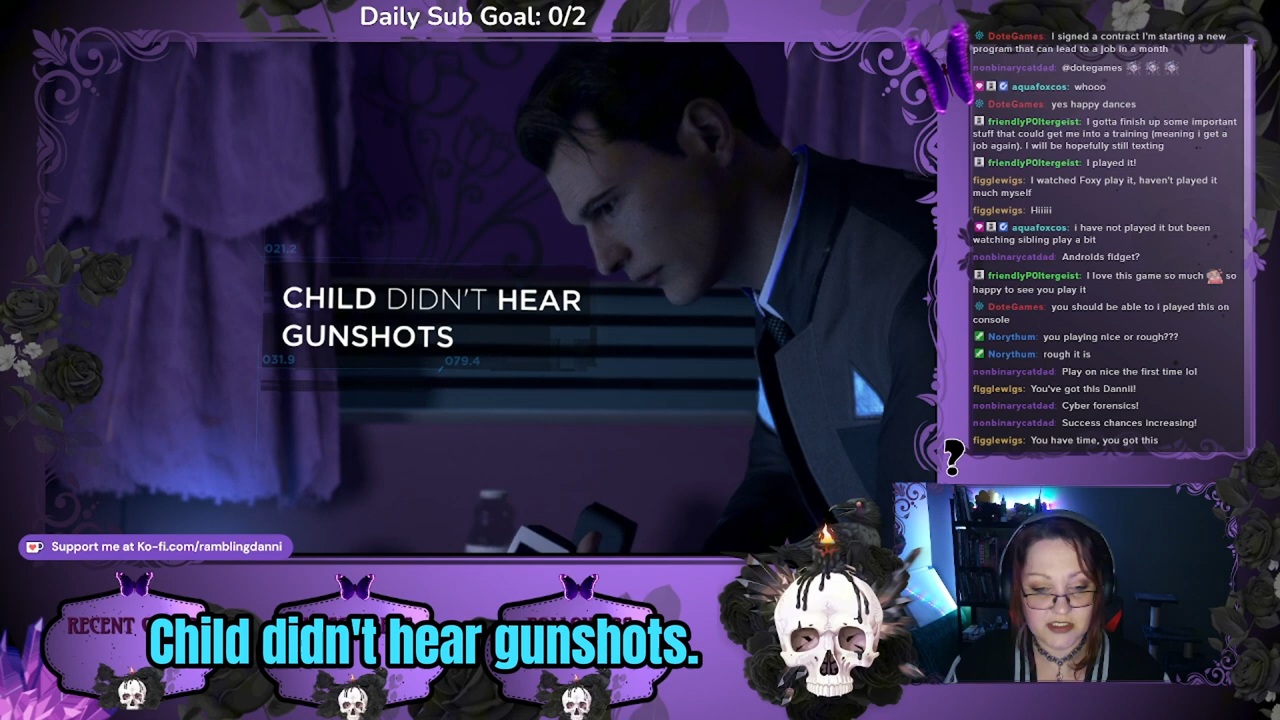 Daily Sub Goal: 0/2
DoteGames: I signed a contract I'm starting a new
program that can lead to a job in a month
nonbinarycatdad: @dotegames
aquafoxcos: whooo
DoteGames: yes happy dances
friendlyP0ltergeist: I gotta finish up some important
stuff that could get me into a training (meaning i get a
job again). I will be hopefully still texting
friendlyP0ltergeist: I played it!
figglewigs: I watched Foxy play it, haven't played it
much myself
figglewigs: Hiiiii
aquafoxcos: i have not played it but been
watching sibling play a bit
nonbinarycatdad: Androids fidget?
friendlyP0ltergeist: I love this game so much so
happy to see you play it
DoteGames: you should be able to i played this on
console
Norythum: you playing nice or rough???
Norythum: rough it is
nonbinarycatdad: Play on nice the first time lol
figglewigs: You've got this Dannii!
nonbinarycatdad: Cyber forensics!
nonbinarycatdad: Success chances increasing!
figglewigs: You have time, you got this
021.2
CHILD DIDN'T HEAR
GUNSHOTS
031.9
079.4
?
Support me at Ko-fi.com/ramblingdanni
RECENT
Child didn't hear gunshots.